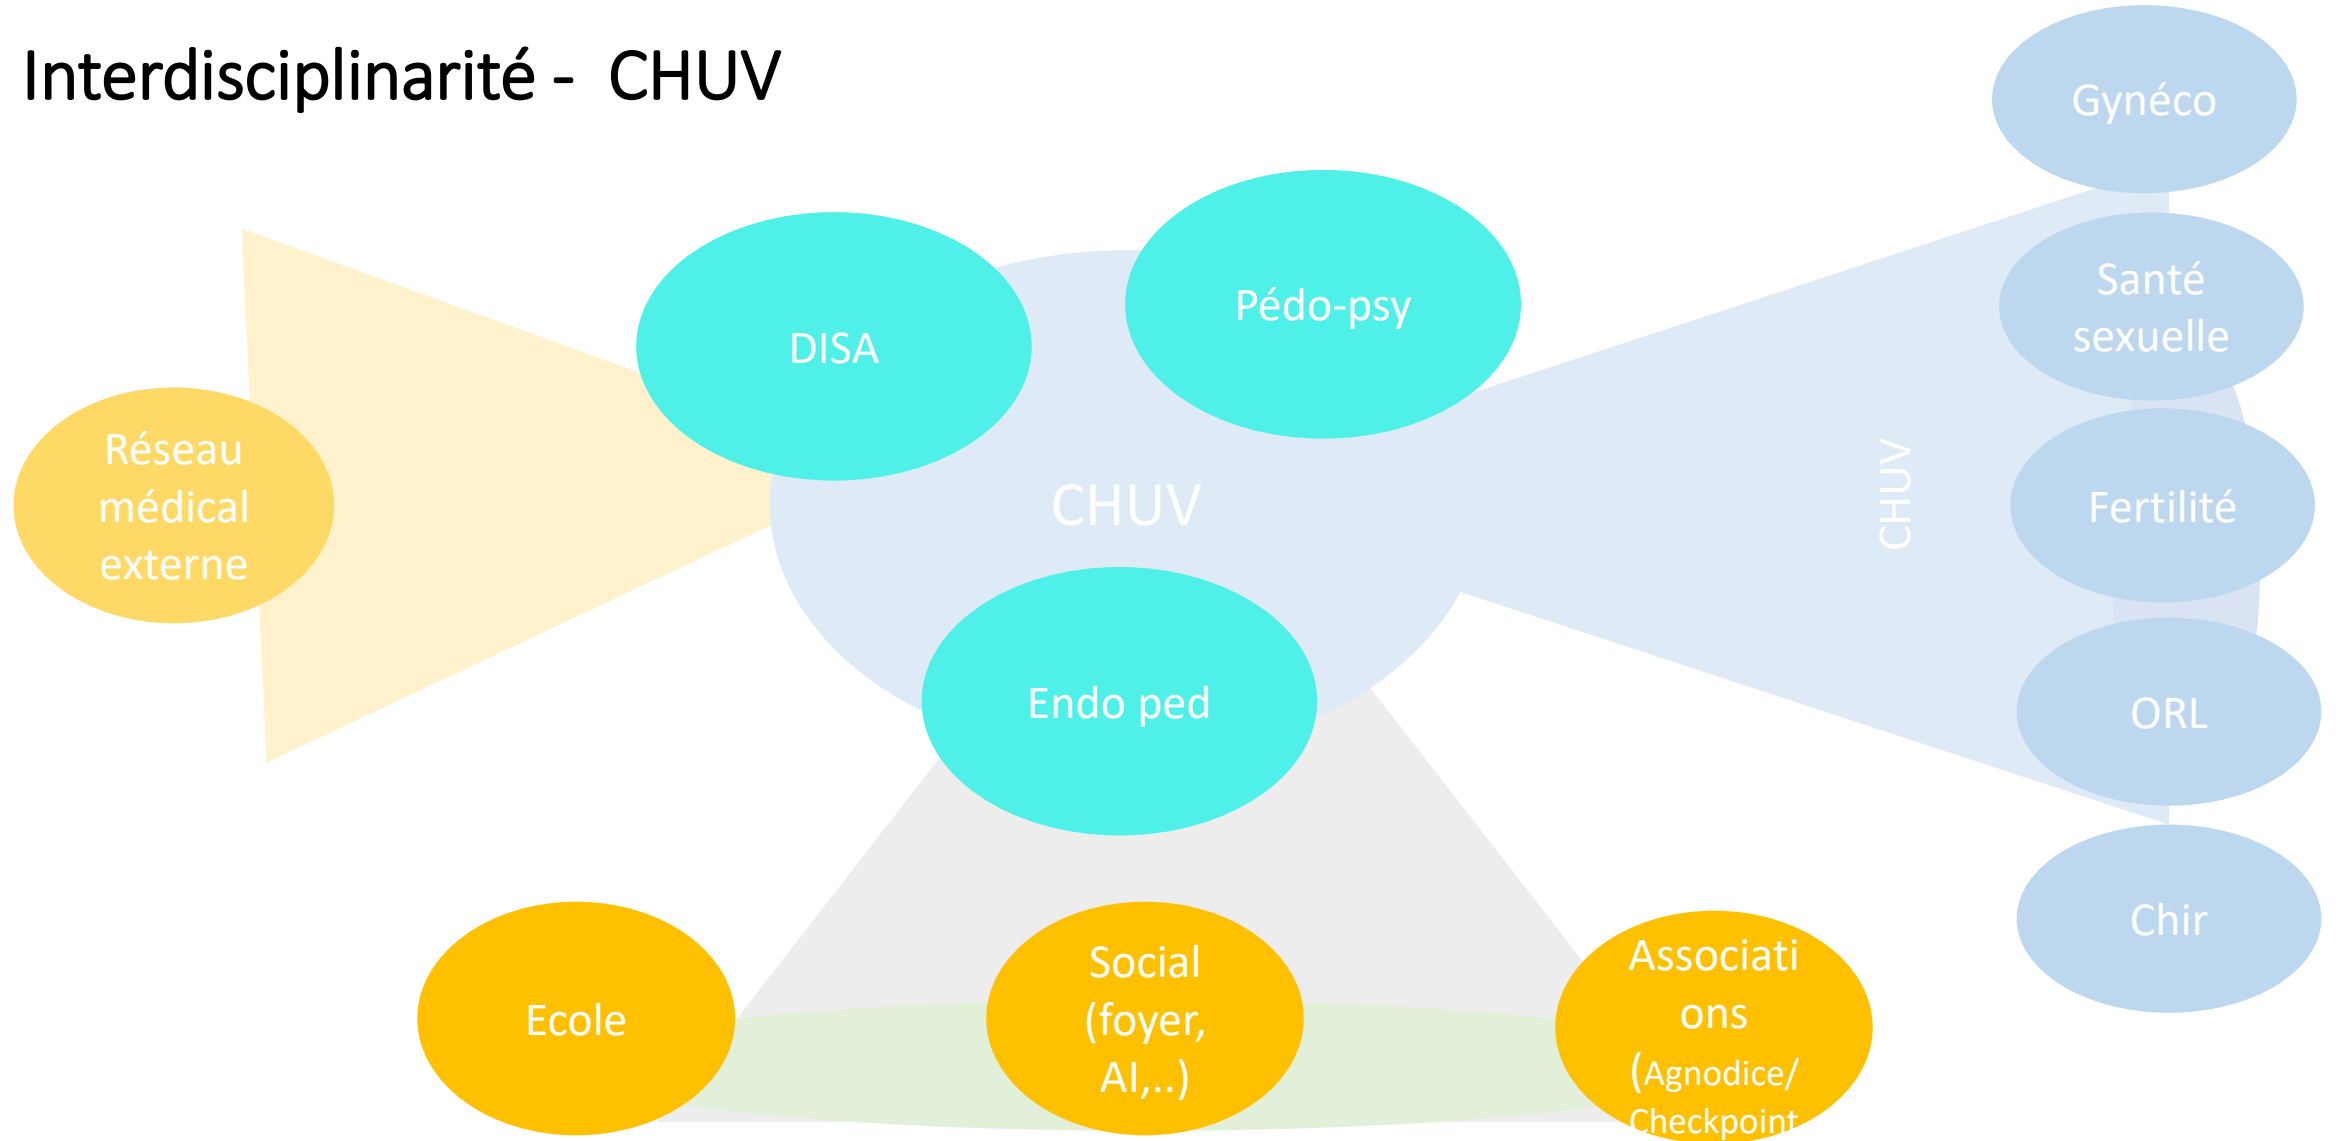 Interdisciplinarité - CHUV
Gynéco
Santé
sexuelle
Pédo-psy
DISA
Réseau
médical
externe
CHUV
CHUV
Fertilité
Endo ped
ORL
Chir
Ecole
Social
(foyer,
AI,..)
Associati
ons
(Agnodice/
Checkpoint